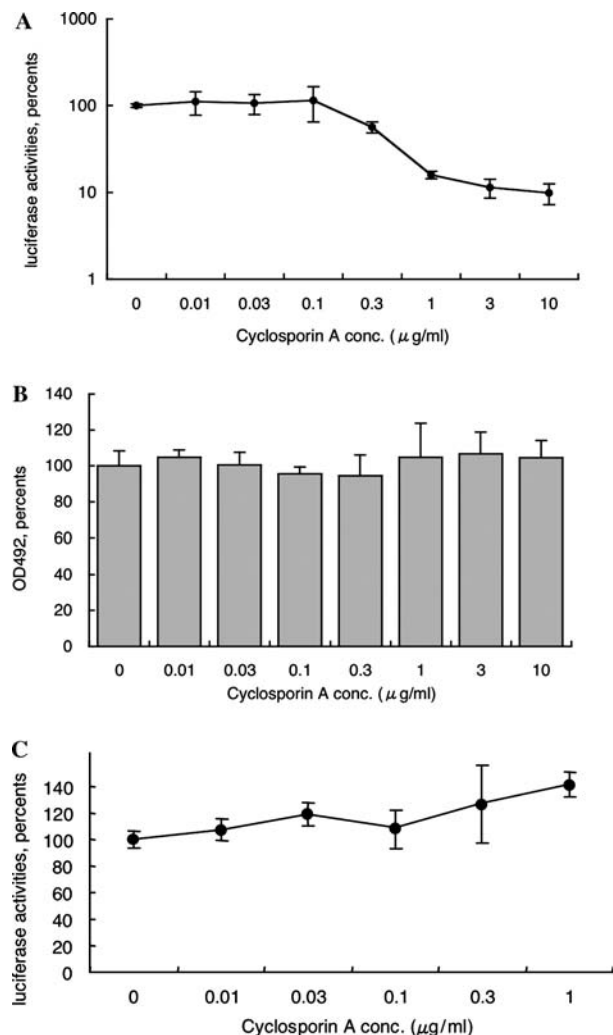 A
1000
100
10
1
luciferase activities, percents
0 0.01 0.03 0.1 0.3 1 3 10
Cyclosporin A conc. ( μ g/ml)
B
140
120
100
80
60
40
20
0
OD492, percents
0 0.01 0.03 0.1 0.3 1 3 10
Cyclosporin A conc. ( μ g/ml)
C
140
120
100
80
60
40
20
0
luciferase activities, percents
0 0.01 0.03 0.1 0.3 1
Cyclosporin A conc. (μg/ml)